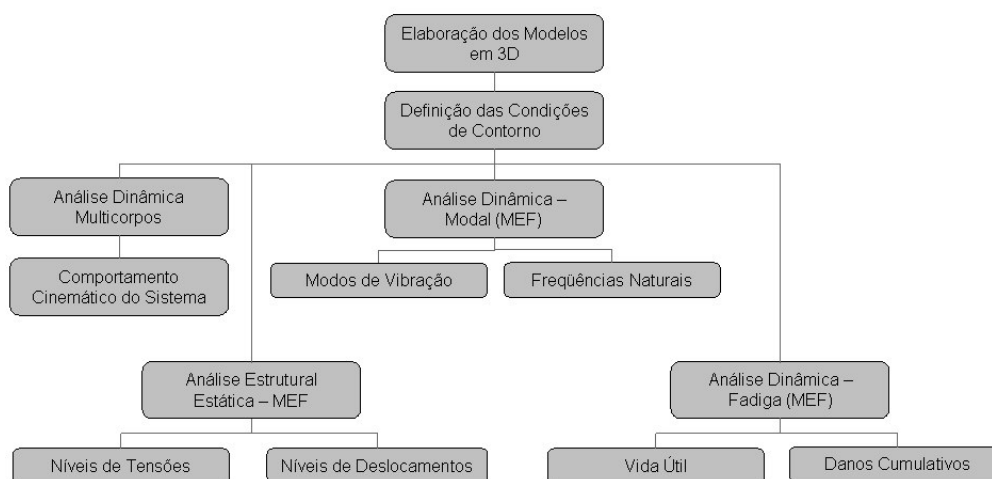 Elaboração dos Modelos
em 3D
Definição das Condições
de Contorno
Análise Dinâmica
Multicorpos
Análise Dinâmica –
Modal (MEF)
Comportamento
Cinemático do Sistema
Modos de Vibração
Freqüências Naturais
Análise Estrutural
Estática – MEF
Análise Dinâmica –
Fadiga (MEF)
Níveis de Tensões
Níveis de Deslocamentos
Vida Útil
Danos Cumulativos